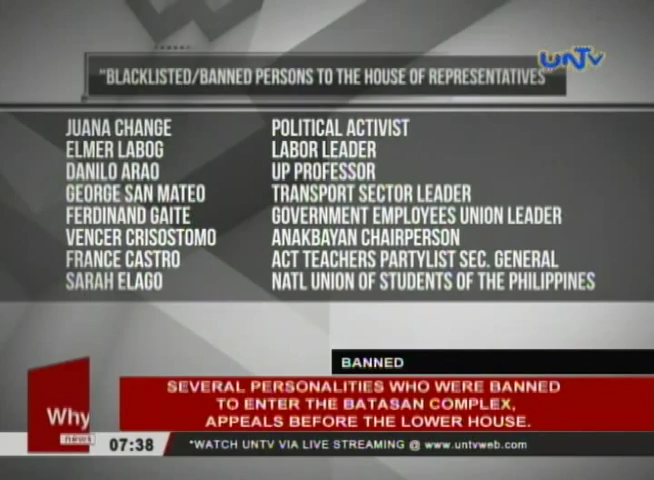 UNTV
"BLACKLISTED/BANNED PERSONS TO THE HOUSE OF REPRESENTATIVES"
JUANA CHANGE POLITICAL ACTIVIST
ELMER LABOG LABOR LEADER
DANILO ARAO UP PROFESSOR
GEORGE SAN MATEO TRANSPORT SECTOR LEADER
FERDINAND GAITE GOVERNMENT EMPLOYEES UNION LEADER
VENCER CRISOSTOMO ANAKBAYAN CHAIRPERSON
FRANCE CASTRO ACT TEACHERS PARTYLIST SEC. GENERAL
SARAH ELAGO NATL UNION OF STUDENTS OF THE PHILIPPINES
BANNED
SEVERAL PERSONALITIES WHO WERE BANNED
TO ENTER THE BATASAN COMPLEX,
APPEALS BEFORE THE LOWER HOUSE.
Why
news
07:38 *WATCH UNTV VIA LIVE STREAMING @ www.untvweb.com